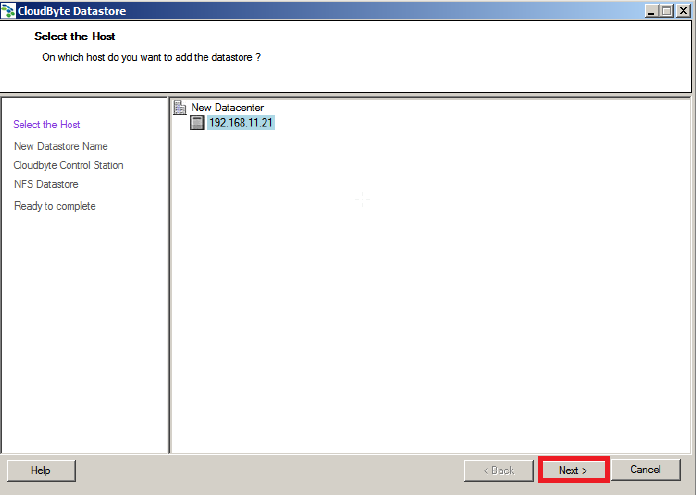 CloudByte Datastore
Select the Host
On which host do you want to add the datastore ?
Select the Host
New Datastore Name
Cloudbyte Control Station
NFS Datastore
Ready to complete
New Datacenter
192.168.11.21
Help
< Back
Next >
Cancel